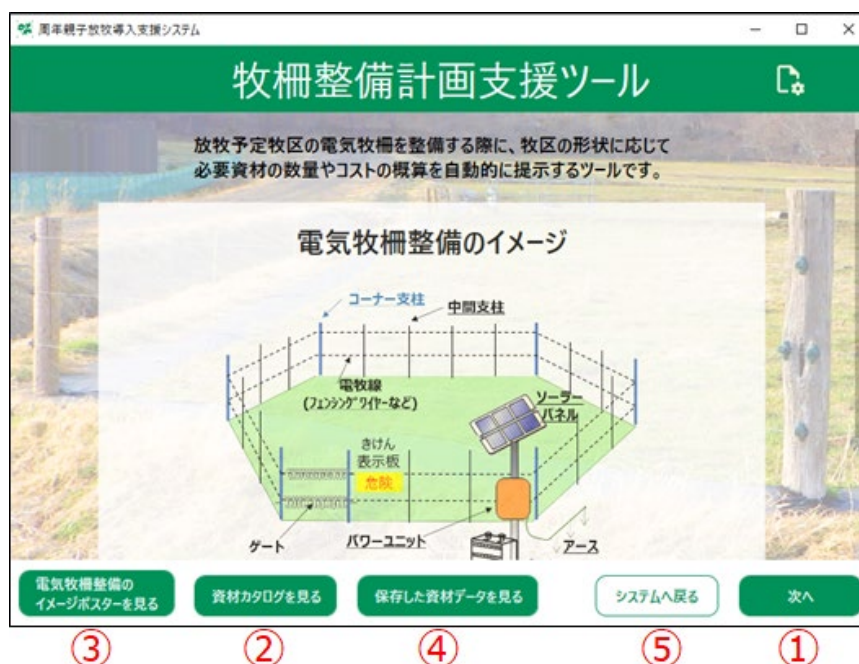 周年親子放牧導入支援システム
牧柵整備計画支援ツール
放牧予定牧区の電気牧柵を整備する際に、牧区の形状に応じて
必要資材の数量やコストの概算を自動的に提示するツールです。
電気牧柵整備のイメージ
コーナー支柱
中間支柱
電牧線
(フェンシングワイヤーなど)
ソーラー
パネル
きけん
表示板
危険
ゲート
パワーユニット
アース
電気牧柵整備の
イメージポスターを見る
資材カタログを見る
保存した資材データを見る
システムへ戻る
次へ
③
②
④
⑤
①